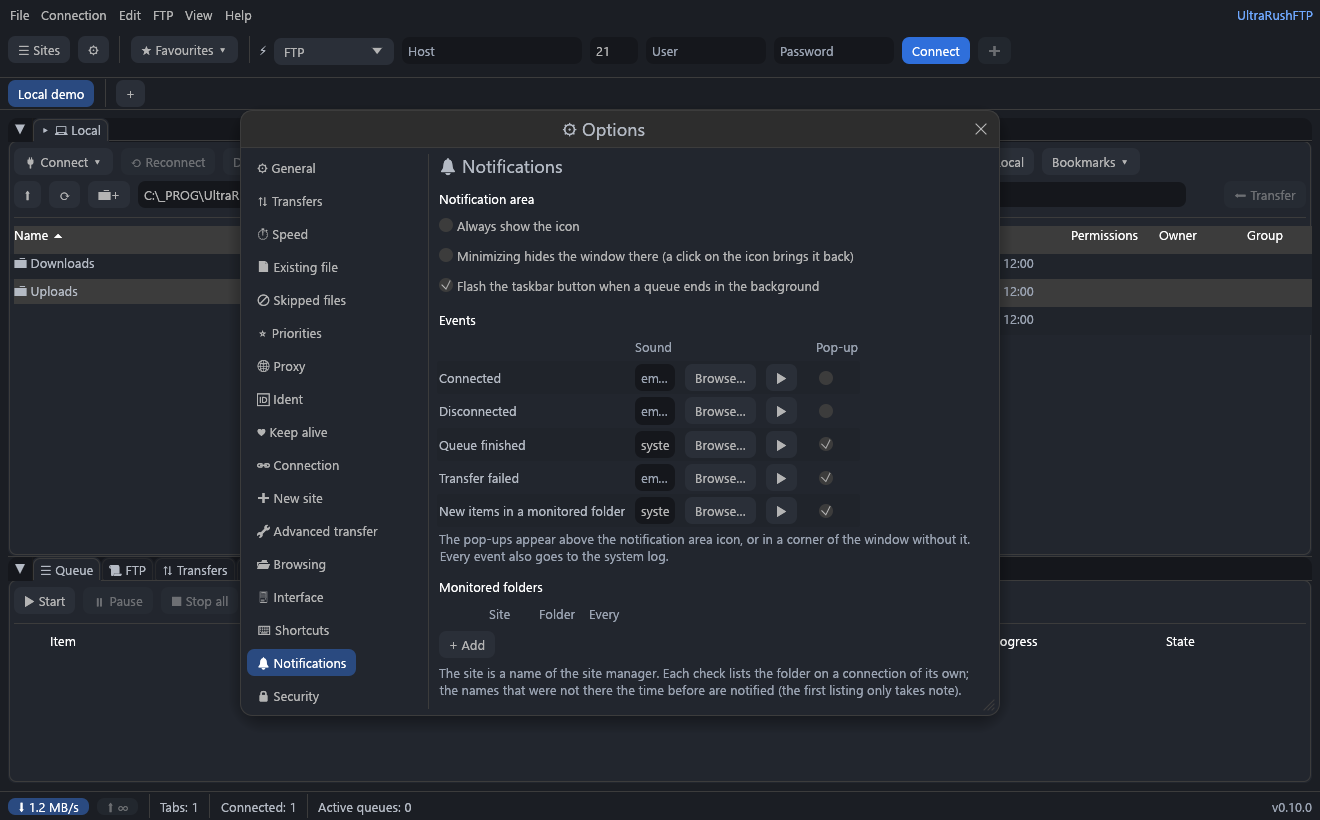 File Connection Edit FTP View Help UltraRushFTP
Sites Favourites FTP Host 21 User Password Connect +
Local demo +
Local
Connect Reconnect D ocal Bookmarks
C:\_PROG\UltraR Transfer
Name Permissions Owner Group
Downloads 12:00
Uploads 12:00
12:00
Options
General
Transfers
Speed
Existing file
Skipped files
Priorities
Proxy
Ident
Keep alive
Connection
New site
Advanced transfer
Browsing
Interface
Shortcuts
Notifications
Security
Notifications
Notification area
Always show the icon
Minimizing hides the window there (a click on the icon brings it back)
Flash the taskbar button when a queue ends in the background
Events
Sound Pop-up
Connected em... Browse...
Disconnected em... Browse...
Queue finished syste Browse...
Transfer failed em... Browse...
New items in a monitored folder syste Browse...
The pop-ups appear above the notification area icon, or in a corner of the window without it.
Every event also goes to the system log.
Monitored folders
Site Folder Every
+ Add
The site is a name of the site manager. Each check lists the folder on a connection of its own;
the names that were not there the time before are notified (the first listing only takes note).
Queue FTP Transfers
Start Pause Stop all
Item ogress State
1.2 MB/s ∞ Tabs: 1 Connected: 1 Active queues: 0 v0.10.0